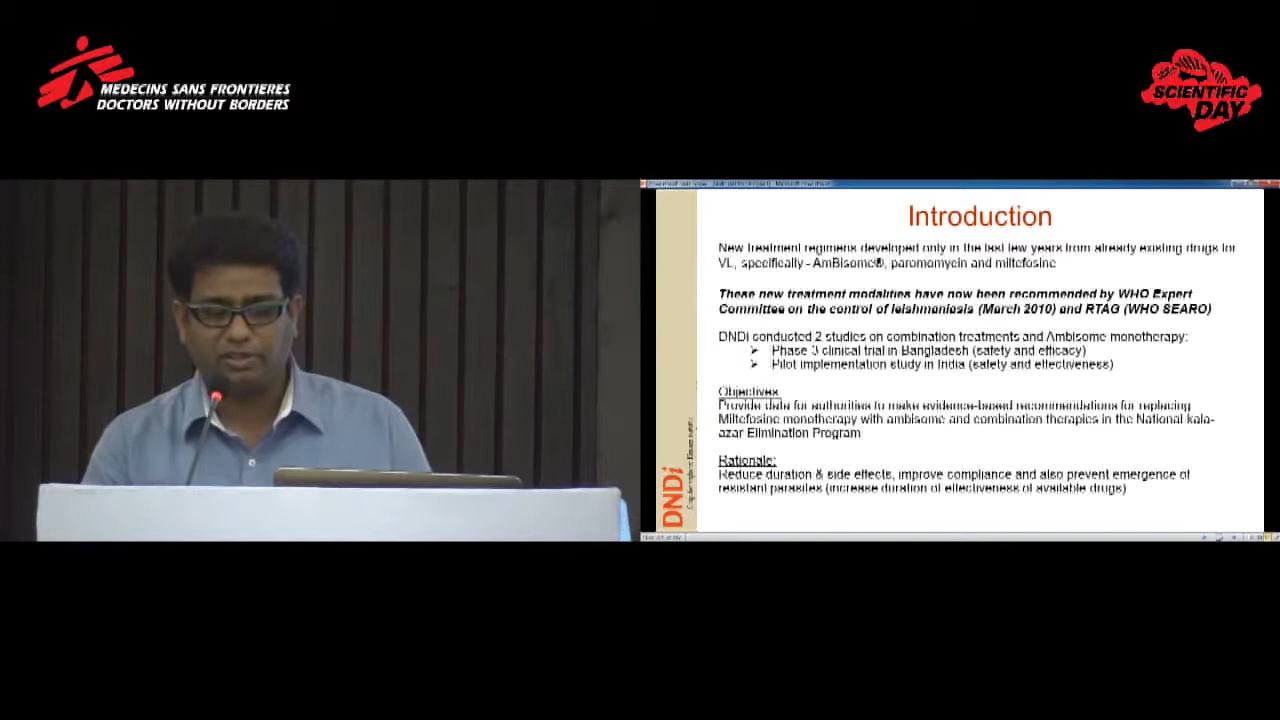 MEDECINS SANS FRONTIERES
DOCTORS WITHOUT BORDERS
SCIENTIFIC
DAY
Introduction
New treatment regimens developed only in the last few years from already existing drugs for
VL, specifically - AmBisome®, paromomycin and miltefosine
These new treatment modalities have now been recommended by WHO Expert
Committee on the control of leishmaniasis (March 2010) and RTAG (WHO SEARO)
DNDi conducted 2 studies on combination treatments and Ambisome monotherapy:
➢ Phase 3 clinical trial in Bangladesh (safety and efficacy)
➢ Pilot implementation study in India (safety and effectiveness)
Objectives
Provide data for authorities to make evidence-based recommendations for replacing
Miltefosine monotherapy with ambisome and combination therapies in the National kala-
azar Elimination Program
Rationale:
Reduce duration & side effects, improve compliance and also prevent emergence of
resistant parasites (increase duration of effectiveness of available drugs)
DNDi